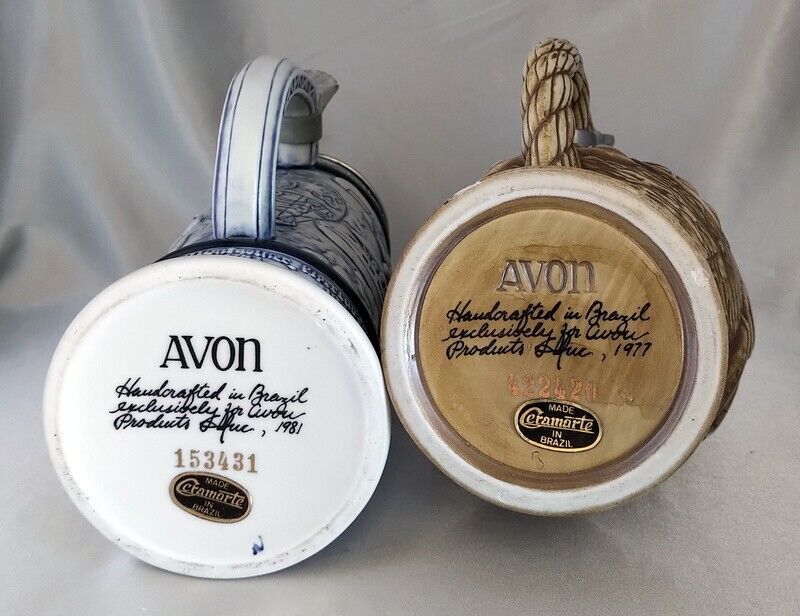 AVON
Handcrafted in Brazil
exclusively for Avon
Products Inc, 1981
153431
MADE
Ceramarte
IN
BRAZIL
AVON
Handcrafted in Brazil
exclusively for Avon
Products Inc, 1977
422420
MADE
Ceramarte
IN
BRAZIL
B